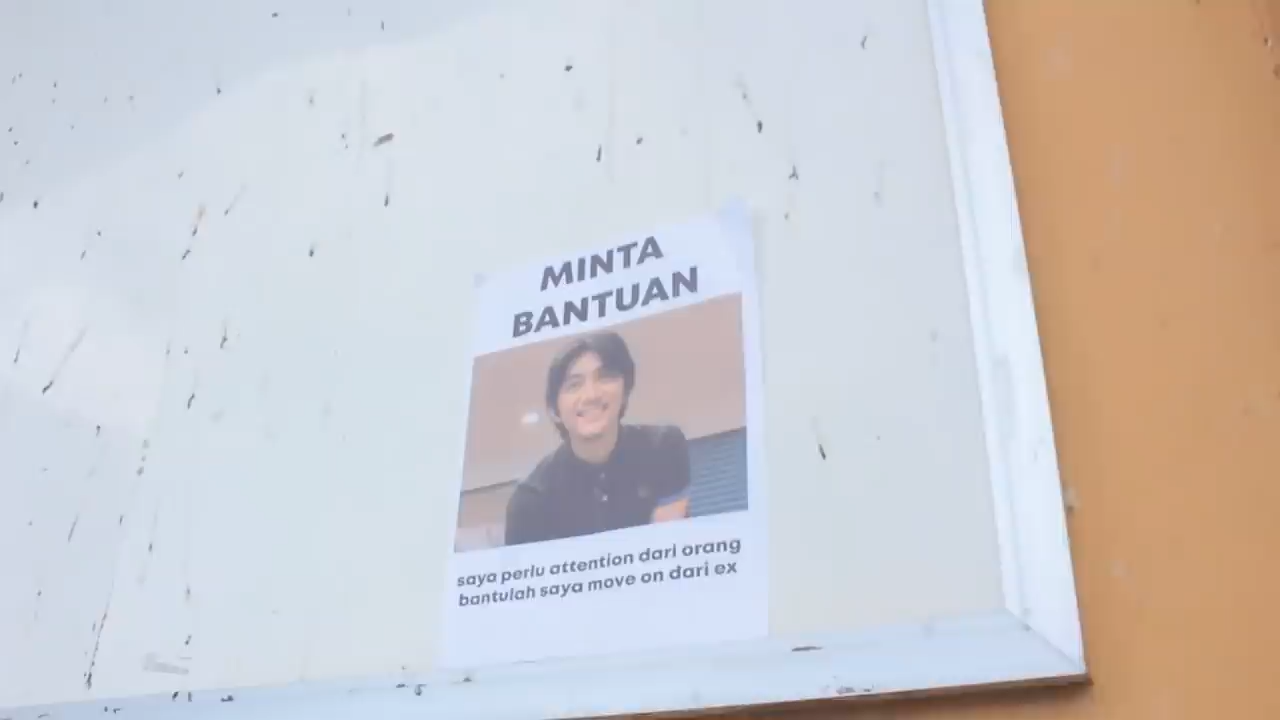 MINTA
BANTUAN
saya perlu attention dari orang
bantulah saya move on dari ex